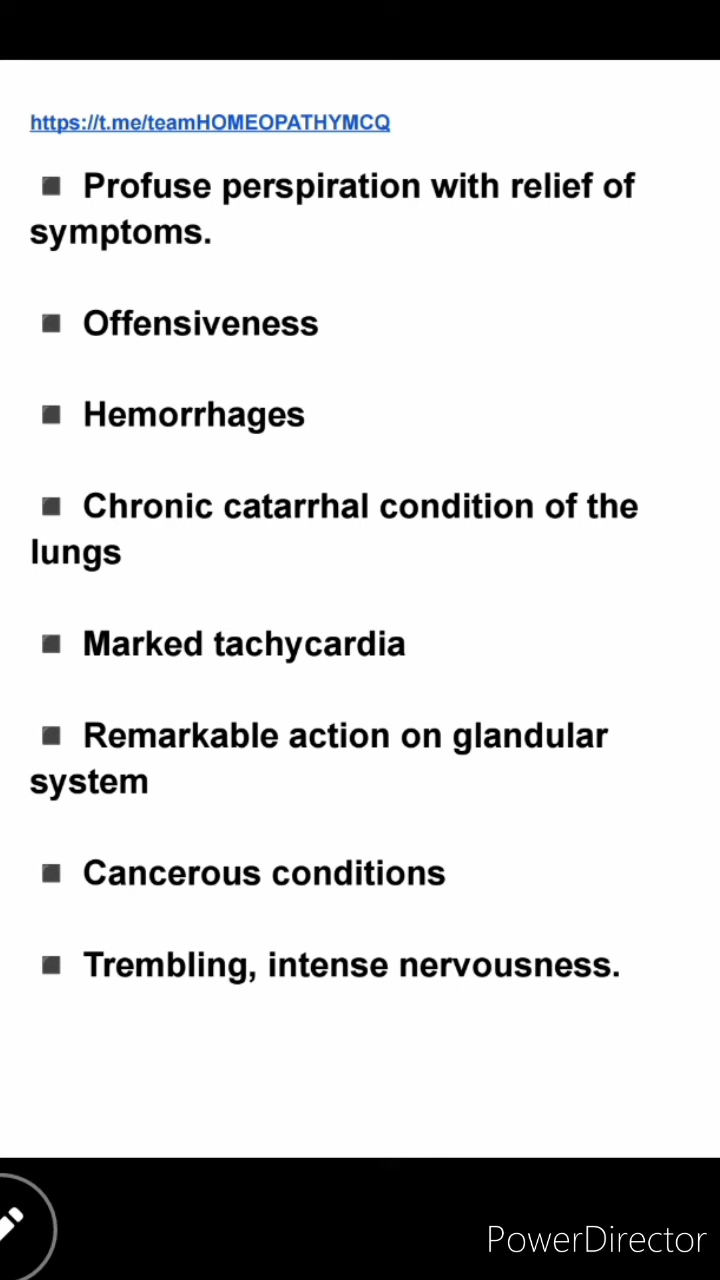 https://t.me/teamHOMEOPATHYMCQ
◾ Profuse perspiration with relief of
symptoms.
◾ Offensiveness
◾ Hemorrhages
◾ Chronic catarrhal condition of the
lungs
◾ Marked tachycardia
◾ Remarkable action on glandular
system
◾ Cancerous conditions
◾ Trembling, intense nervousness.
PowerDirector